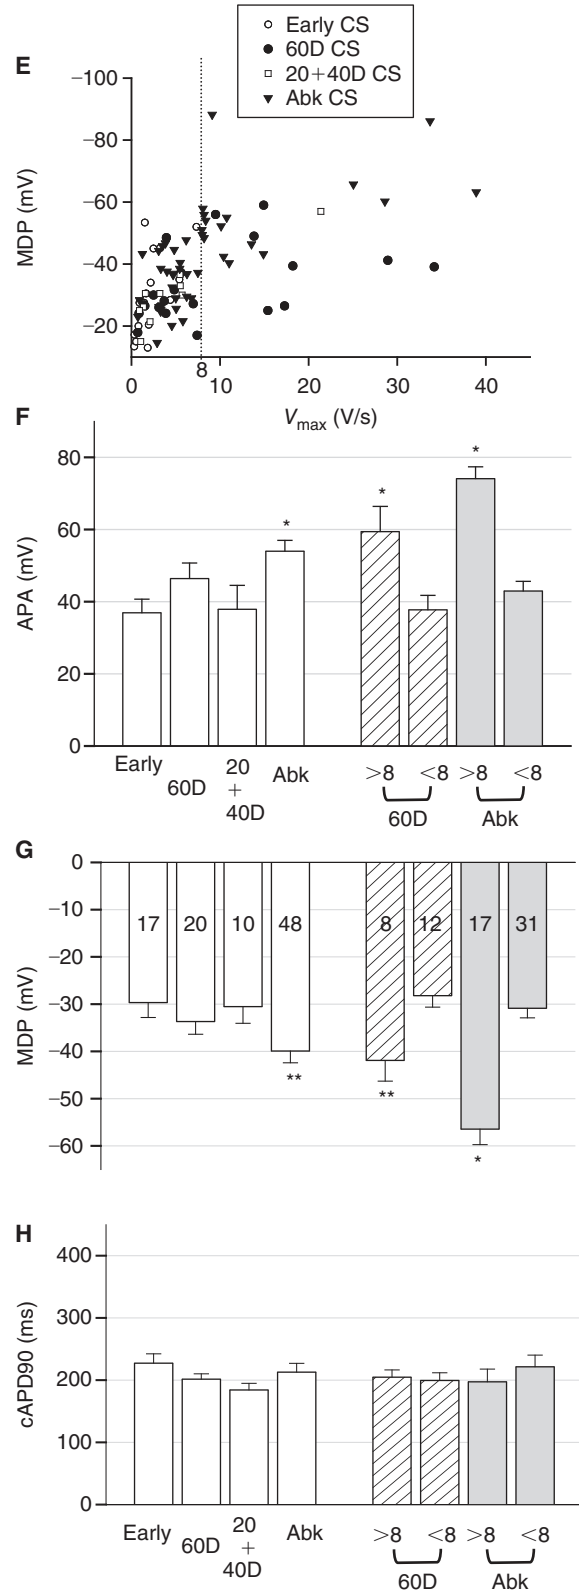 Early CS
60D CS
20+40D CS
Abk CS
E
MDP (mV)
−100
−80
−60
−40
−20
0 8 10 20 30 40
Vmax (V/s)
F
APA (mV)
80
60
40
20
0
* * *
Early 60D 20 + 40D Abk >8 <8 >8 <8
60D Abk
G
MDP (mV)
0
−10
−20
−30
−40
−50
−60
17 20 10 48 8 12 17 31
** ** *
H
cAPD90 (ms)
400
300
200
100
0
Early 60D 20 + 40D Abk >8 <8 >8 <8
60D Abk